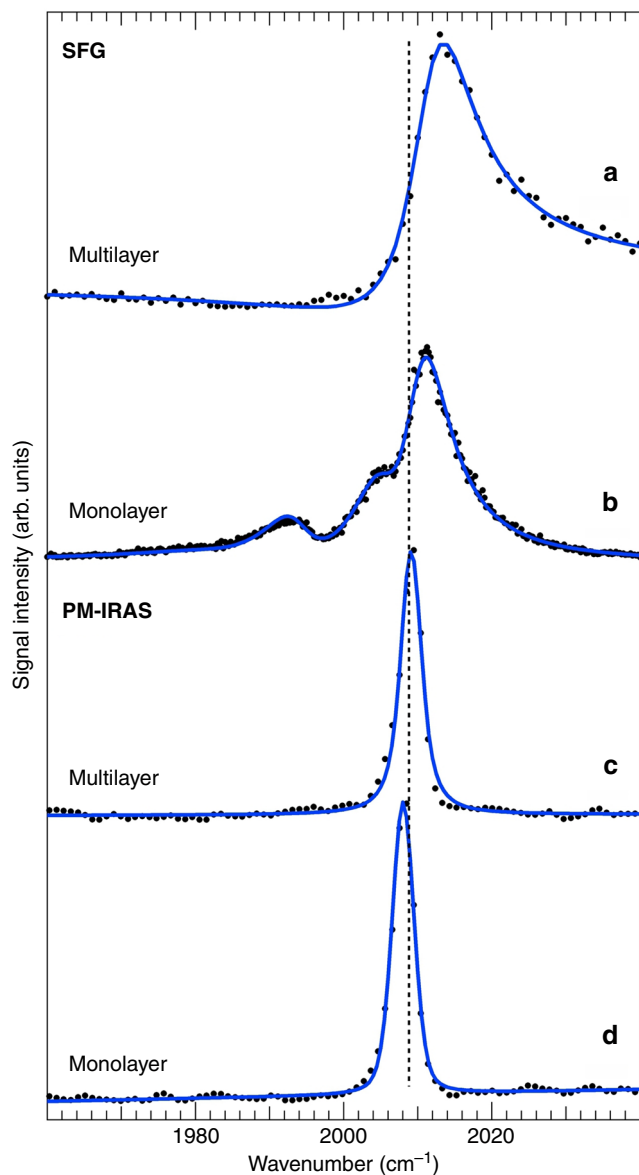 SFG
a
Multilayer
b
Monolayer
PM-IRAS
c
Multilayer
d
Monolayer
Signal intensity (arb. units)
1980 2000 2020
Wavenumber (cm⁻¹)